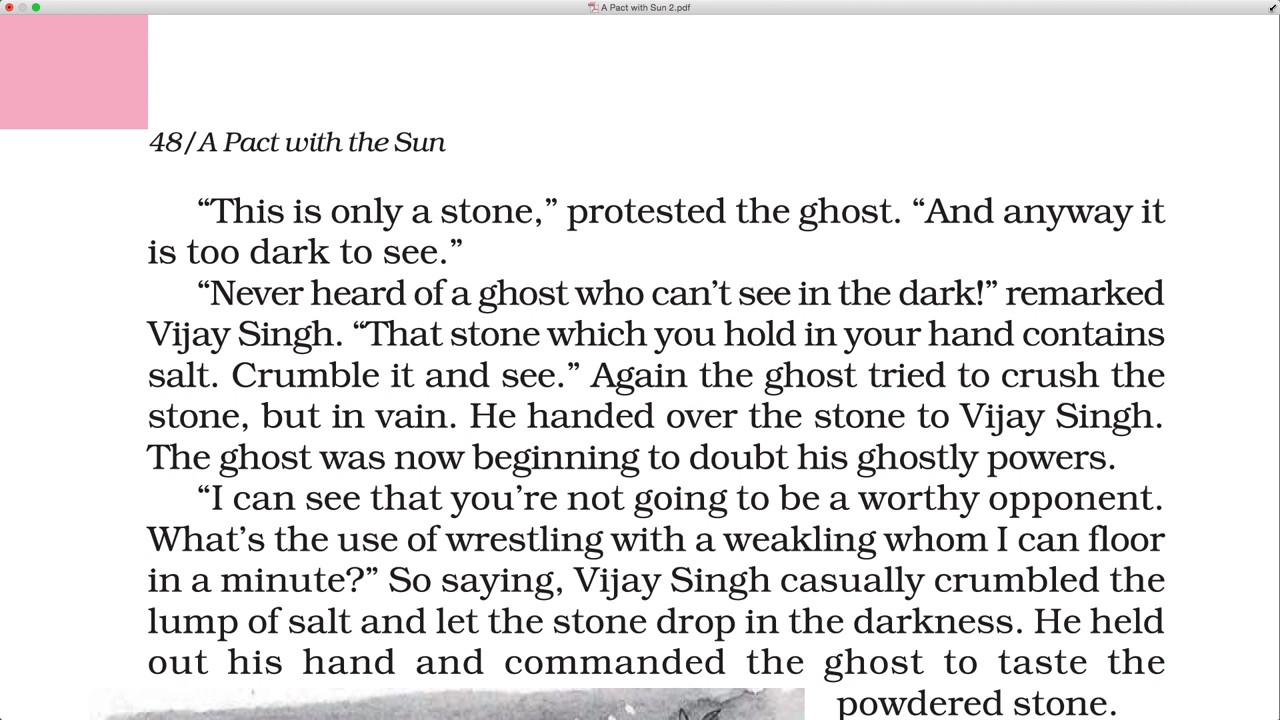 A Pact with Sun 2.pdf
48/A Pact with the Sun
“This is only a stone,” protested the ghost. “And anyway it
is too dark to see.”
“Never heard of a ghost who can’t see in the dark!” remarked
Vijay Singh. “That stone which you hold in your hand contains
salt. Crumble it and see.” Again the ghost tried to crush the
stone, but in vain. He handed over the stone to Vijay Singh.
The ghost was now beginning to doubt his ghostly powers.
“I can see that you’re not going to be a worthy opponent.
What’s the use of wrestling with a weakling whom I can floor
in a minute?” So saying, Vijay Singh casually crumbled the
lump of salt and let the stone drop in the darkness. He held
out his hand and commanded the ghost to taste the
powdered stone.